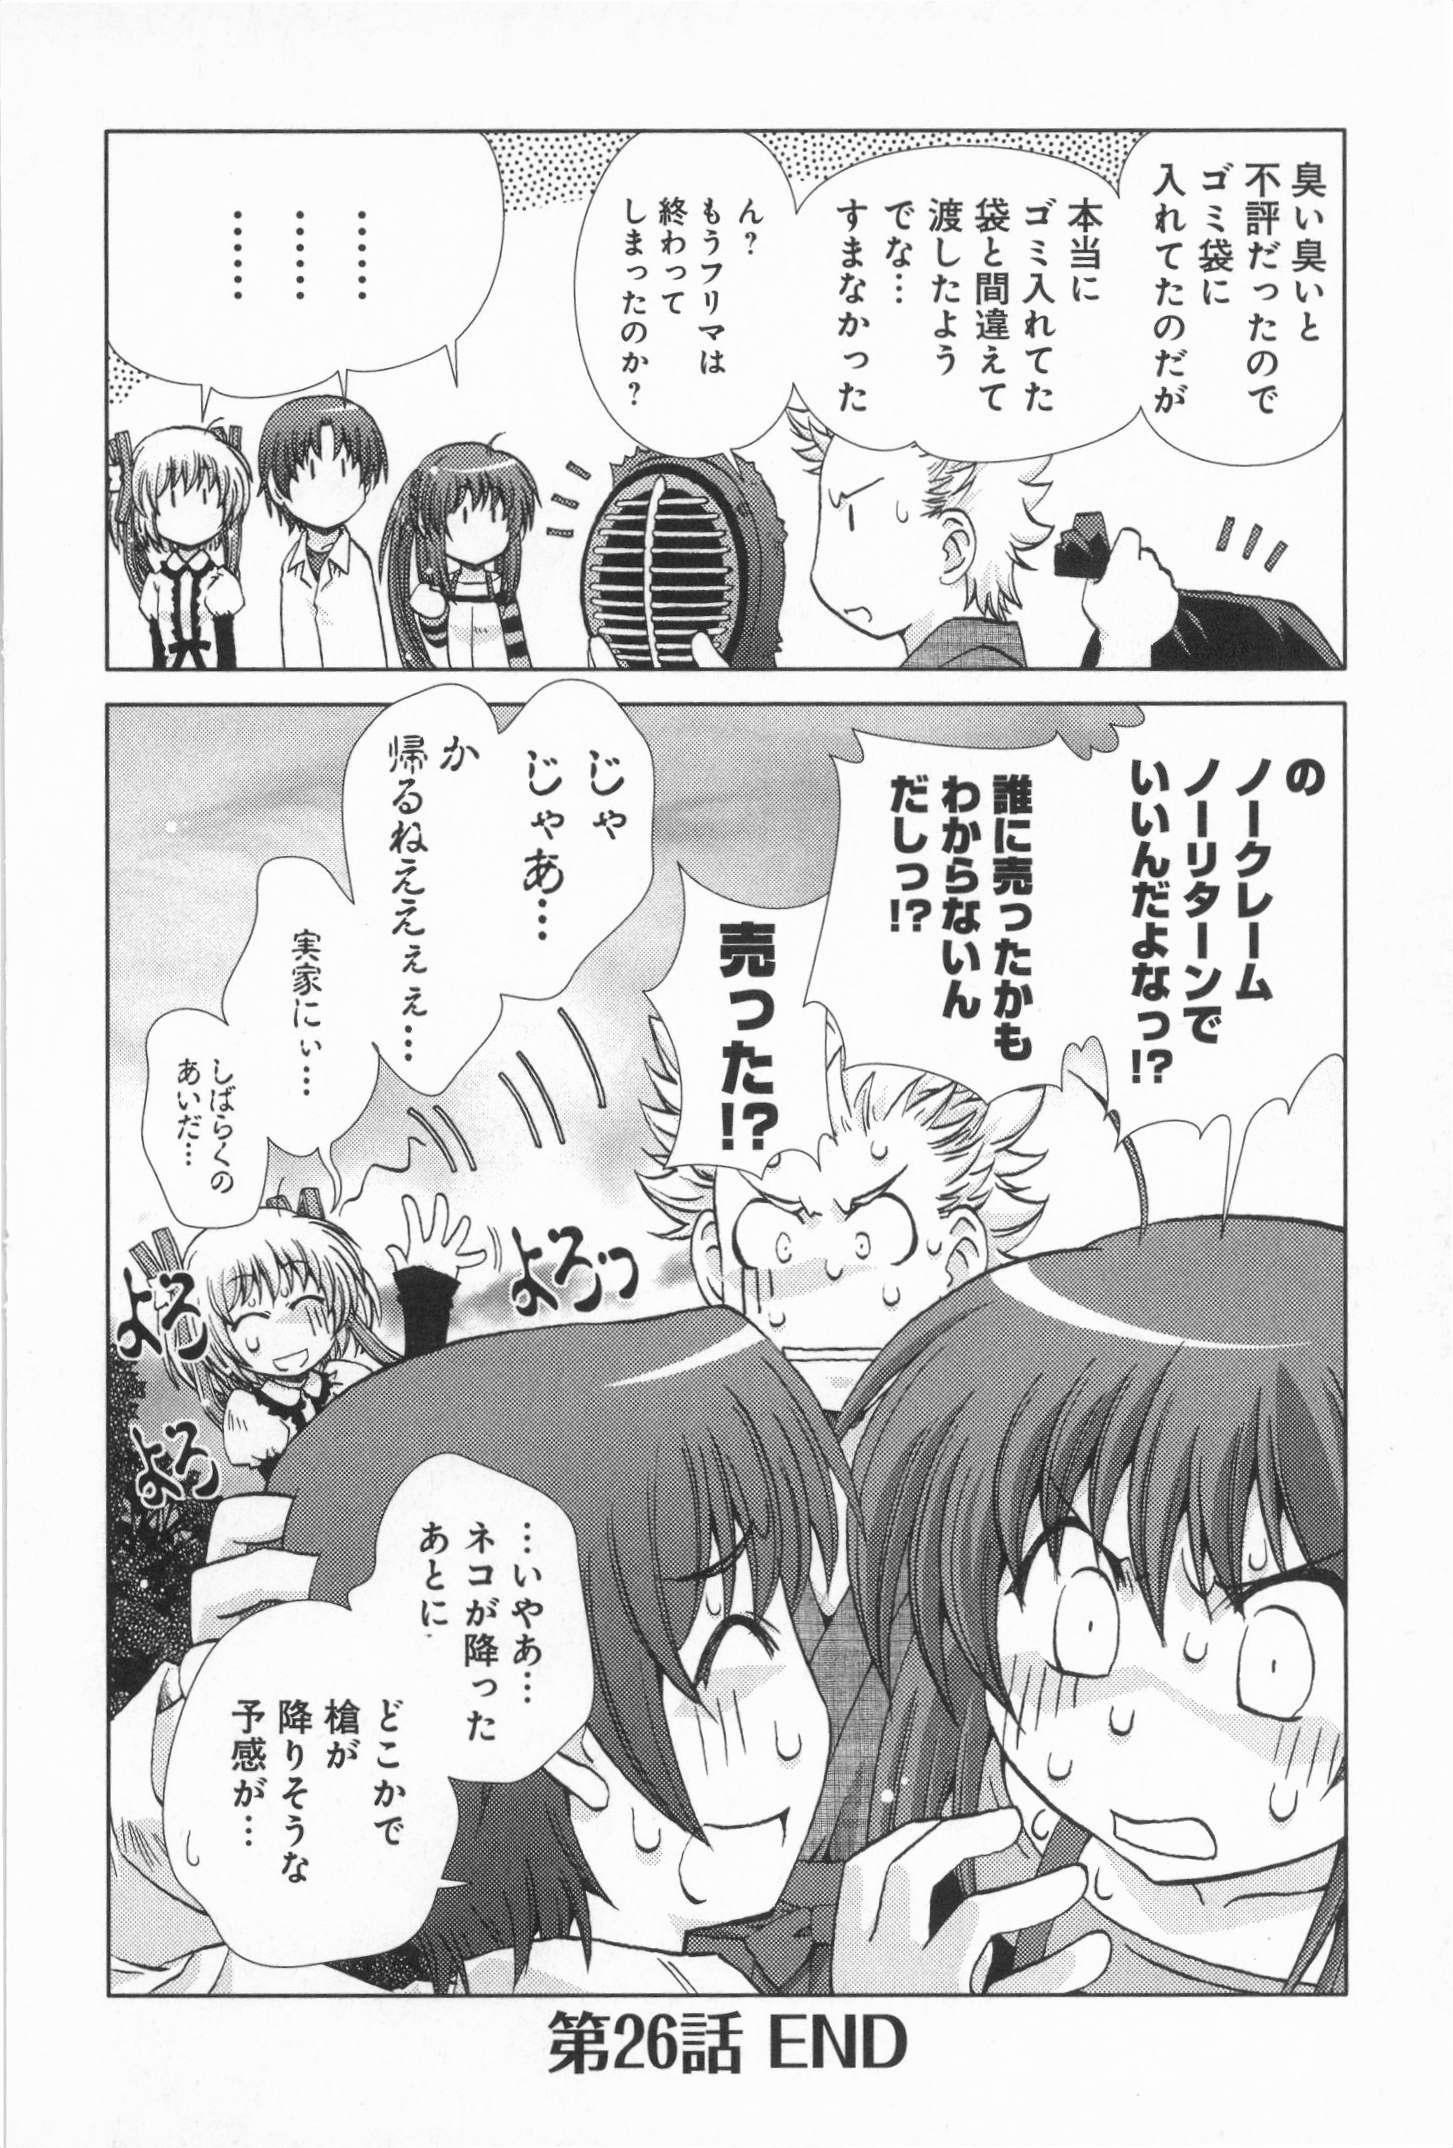 臭い臭いと
不評だったので
ゴミ袋に
入れてたのだが
本当に
ゴミ入れてた
袋と間違えて
渡したよう
でな…
すまなかった
ん?
もうフリマは
終わって
しまったのか?
………
………
………
の
ノークレーム
ノーリターンで
いいんだよなっ!?
誰に売ったかも
わからないん
だしっ!?
売った!?
じゃ
じゃあ…
か
帰るねええぇぇ…
実家にぃ…
しばらくの
あいだ…
よろっ
よろ
よろ
…いやぁ…
ネコが降った
あとに
どこかで
槍が
降りそうな
予感が…
第26話 END